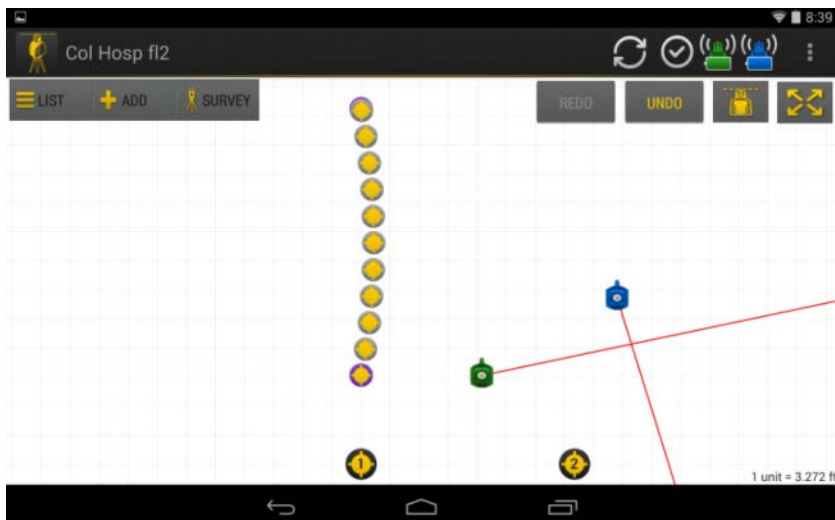 8:39
Col Hosp fl2
LIST ADD SURVEY REDO UNDO
1 2
1 unit = 3.272 ft